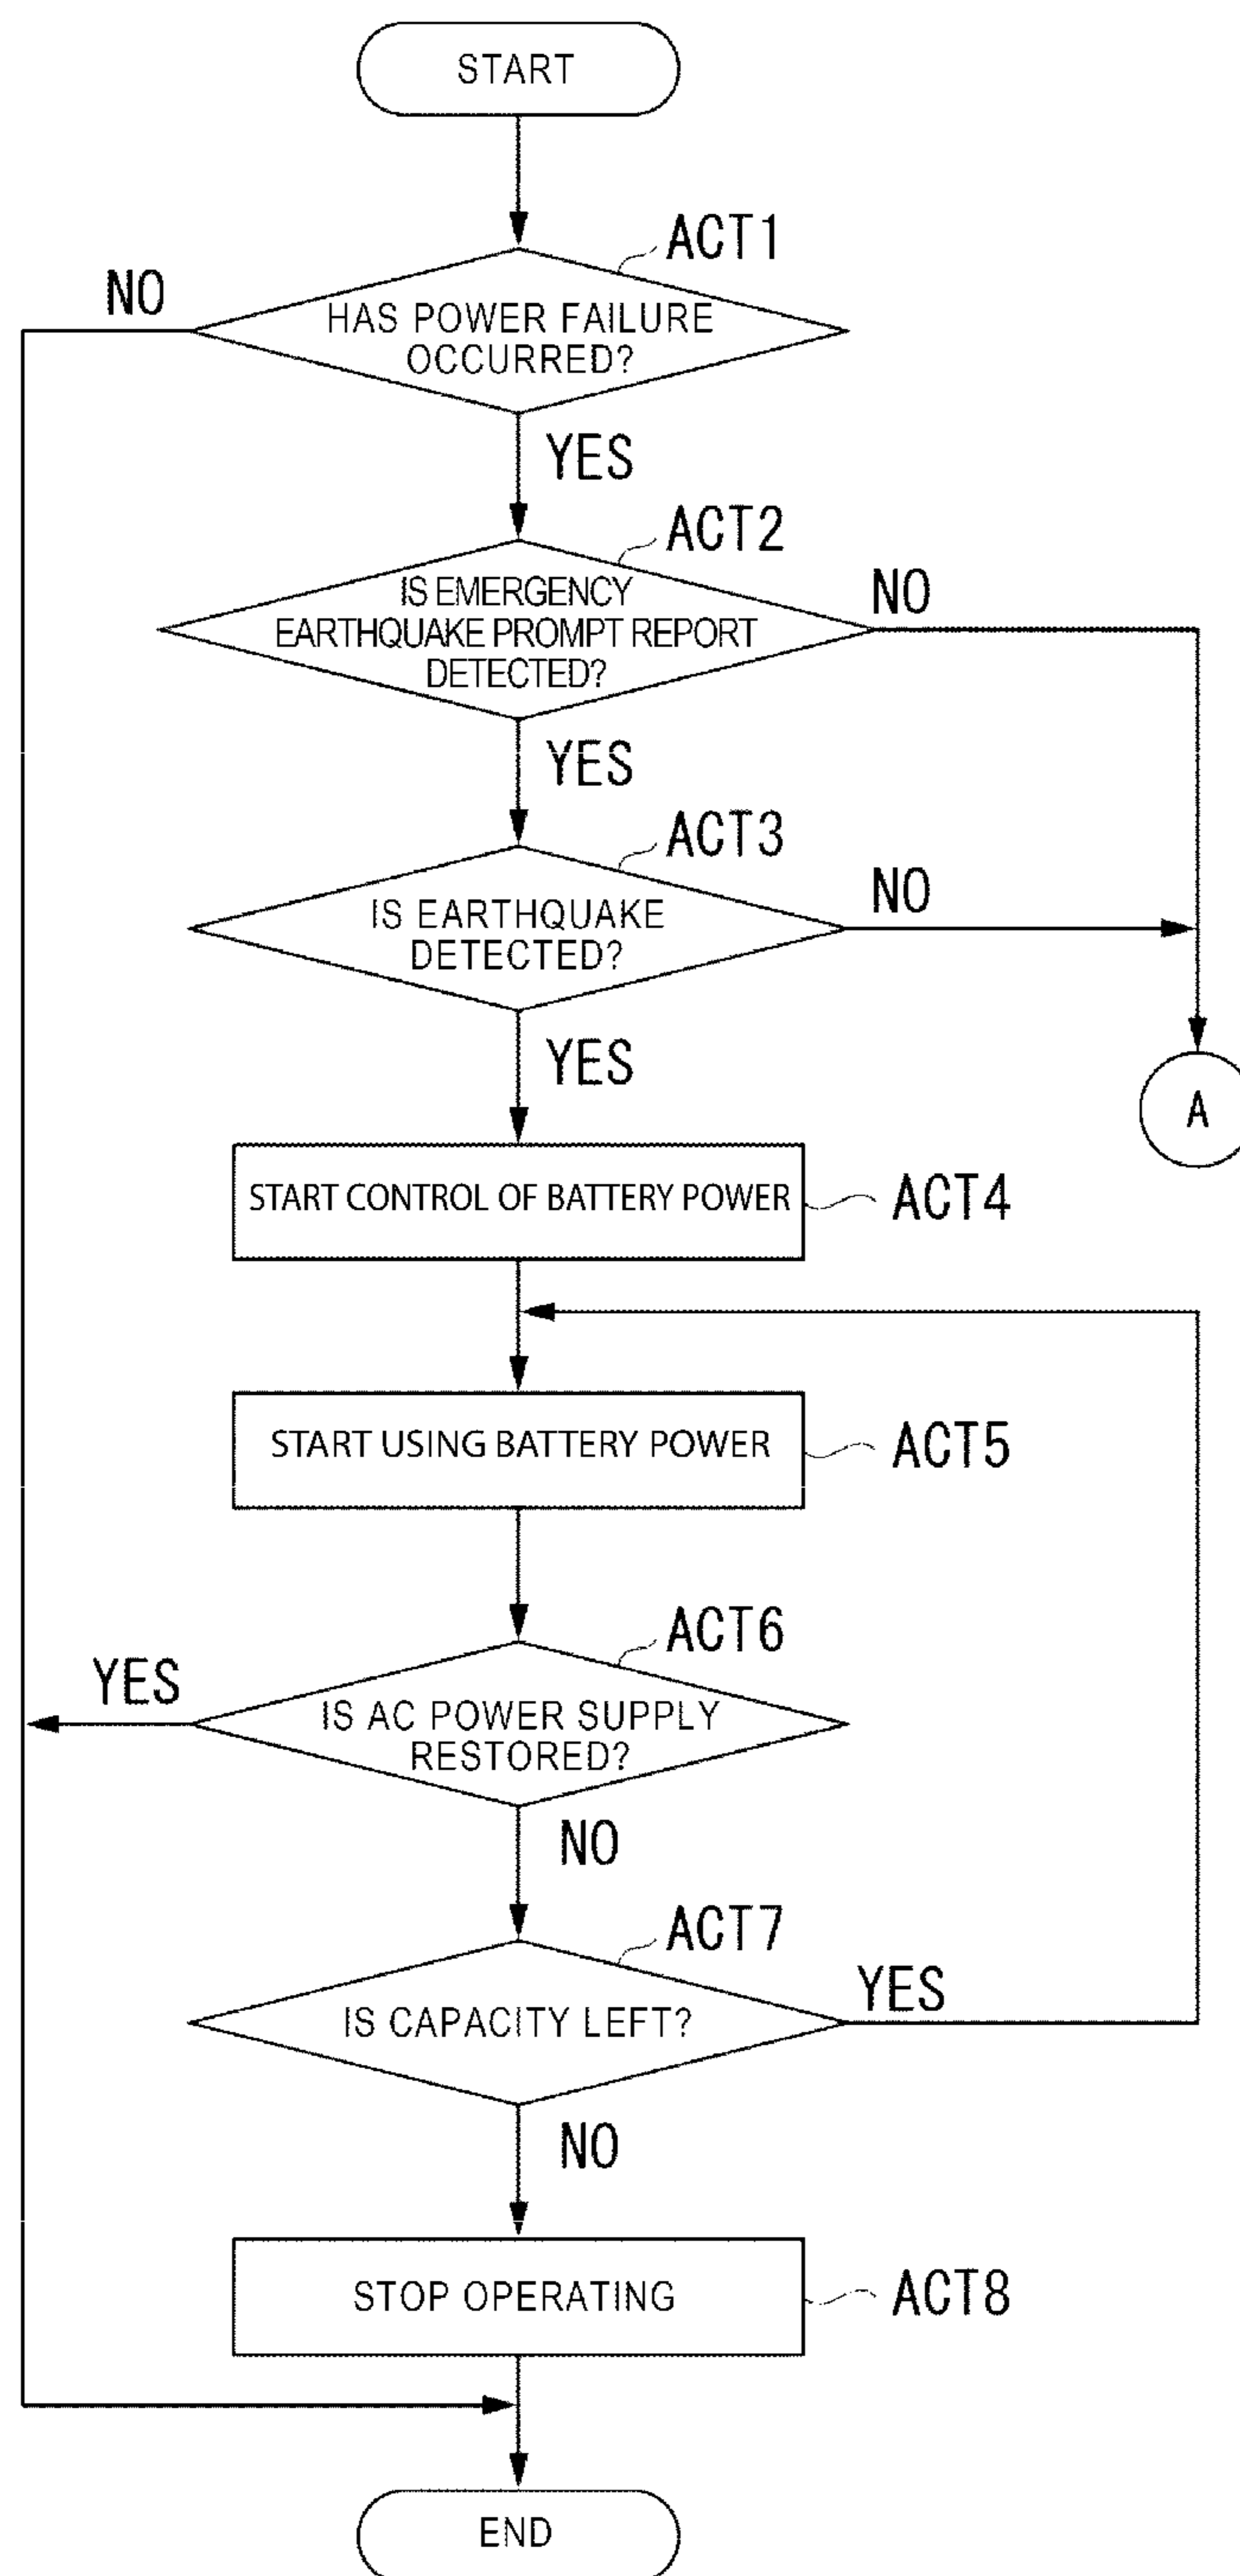 START
ACT1
NO
HAS POWER FAILURE
OCCURRED?
YES
ACT2
IS EMERGENCY
EARTHQUAKE PROMPT REPORT
DETECTED?
NO
YES
ACT3
IS EARTHQUAKE
DETECTED?
NO
YES
A
START CONTROL OF BATTERY POWER
ACT4
START USING BATTERY POWER
ACT5
ACT6
YES
IS AC POWER SUPPLY
RESTORED?
NO
ACT7
IS CAPACITY LEFT?
YES
NO
STOP OPERATING
ACT8
END